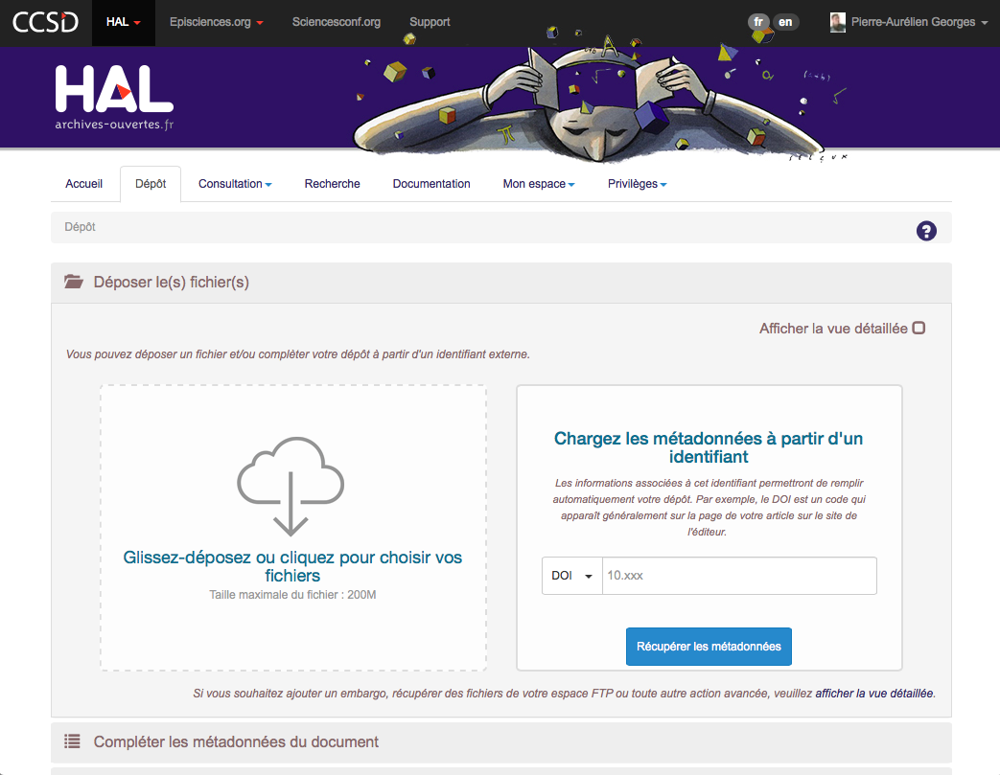 CCSD HAL Episciences.org Sciencesconf.org Support fr en Pierre-Aurélien Georges
HAL
archives-ouvertes.fr
Accueil Dépôt Consultation Recherche Documentation Mon espace Privilèges
Dépôt ?
Déposer le(s) fichier(s)
Afficher la vue détaillée
Vous pouvez déposer un fichier et/ou complèter votre dépôt à partir d'un identifiant externe.
Glissez-déposez ou cliquez pour choisir vos
fichiers
Taille maximale du fichier : 200M
Chargez les métadonnées à partir d'un
identifiant
Les informations associées à cet identifiant permettront de remplir
automatiquement votre dépôt. Par exemple, le DOI est un code qui
apparaît généralement sur la page de votre article sur le site de
l'éditeur.
DOI 10.xxx
Récupérer les métadonnées
Si vous souhaitez ajouter un embargo, récupérer des fichiers de votre espace FTP ou toute autre action avancée, veuillez afficher la vue détaillée.
Compléter les métadonnées du document